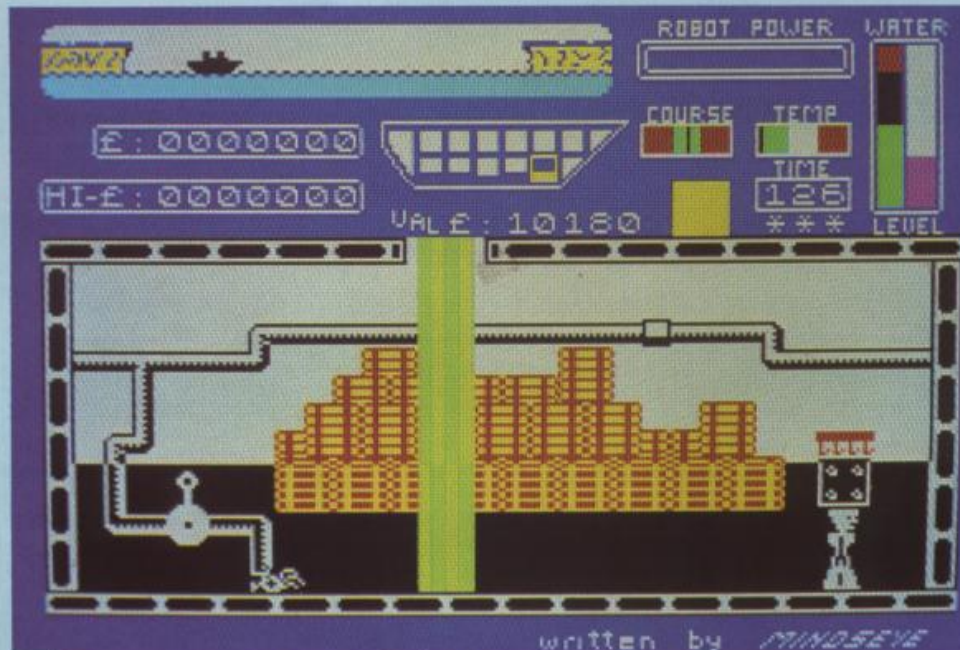 ROBOT POWER
WATER
COURSE
TEMP
£:0000000
TIME
126
HI-£:0000000
VAL£:10180
***
LEVEL
written by MINDSEYE